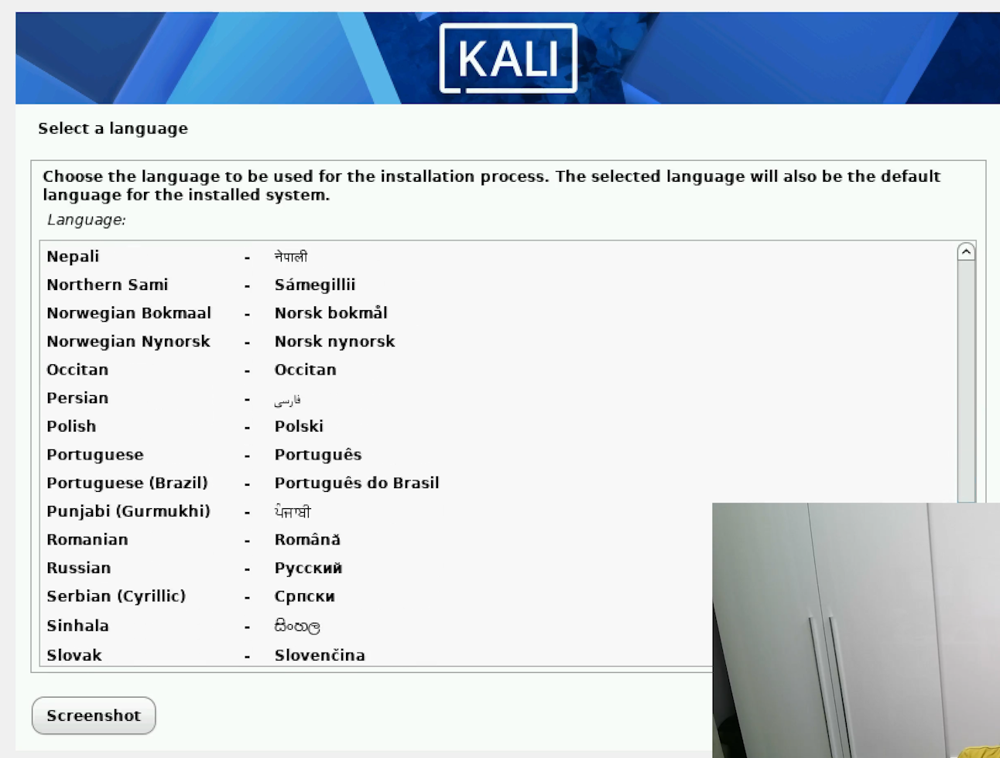 KALI
Select a language
Choose the language to be used for the installation process. The selected language will also be the default
language for the installed system.
Language:
Nepali - नेपाली
Northern Sami - Sámegillii
Norwegian Bokmaal - Norsk bokmål
Norwegian Nynorsk - Norsk nynorsk
Occitan - Occitan
Persian - فارسی
Polish - Polski
Portuguese - Português
Portuguese (Brazil) - Português do Brasil
Punjabi (Gurmukhi) - ਪੰਜਾਬੀ
Romanian - Română
Russian - Русский
Serbian (Cyrillic) - Српски
Sinhala - සිංහල
Slovak - Slovenčina
Screenshot